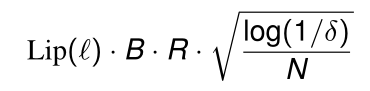 Lip(ℓ) · B · R · √(log(1/δ)/N)